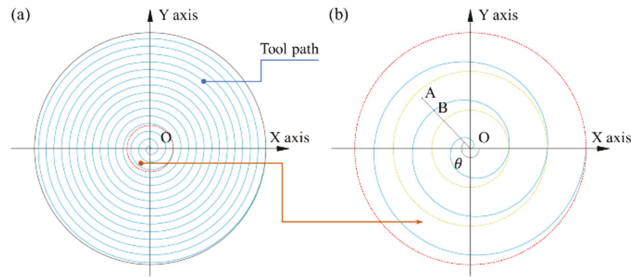 (a)
Y axis
Tool path
O
X axis
(b)
Y axis
A
B
O
X axis
θ